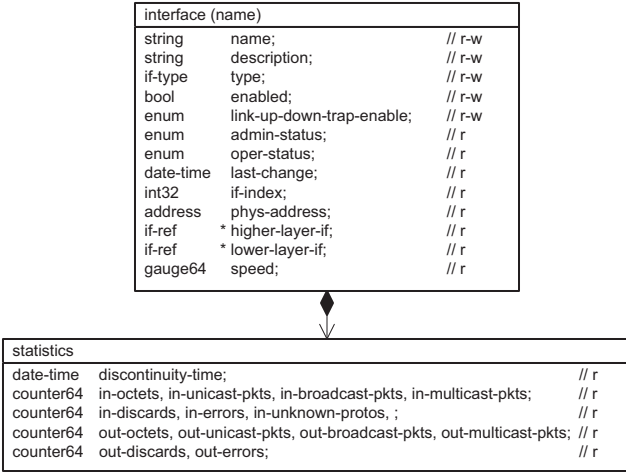 interface (name)
string name; // r-w
string description; // r-w
if-type type; // r-w
bool enabled; // r-w
enum link-up-down-trap-enable; // r-w
enum admin-status; // r
enum oper-status; // r
date-time last-change; // r
int32 if-index; // r
address phys-address; // r
if-ref * higher-layer-if; // r
if-ref * lower-layer-if; // r
gauge64 speed; // r
statistics
date-time discontinuity-time; // r
counter64 in-octets, in-unicast-pkts, in-broadcast-pkts, in-multicast-pkts; // r
counter64 in-discards, in-errors, in-unknown-protos, ; // r
counter64 out-octets, out-unicast-pkts, out-broadcast-pkts, out-multicast-pkts; // r
counter64 out-discards, out-errors; // r